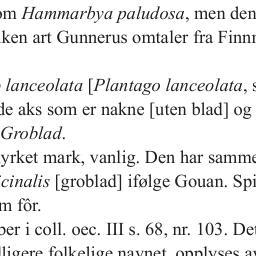 om Hammarbya paludosa, men den
ken art Gunnerus omtaler fra Finnm
lanceolata [Plantago lanceolata, s
de aks som er nakne [uten blad] og
Groblad.
yrket mark, vanlig. Den har samme
cinalis [groblad] ifølge Gouan. Spi
m fôr.
ber i coll. oec. III s. 68, nr. 103. Det
lligere folkelige navnet, opplyses av